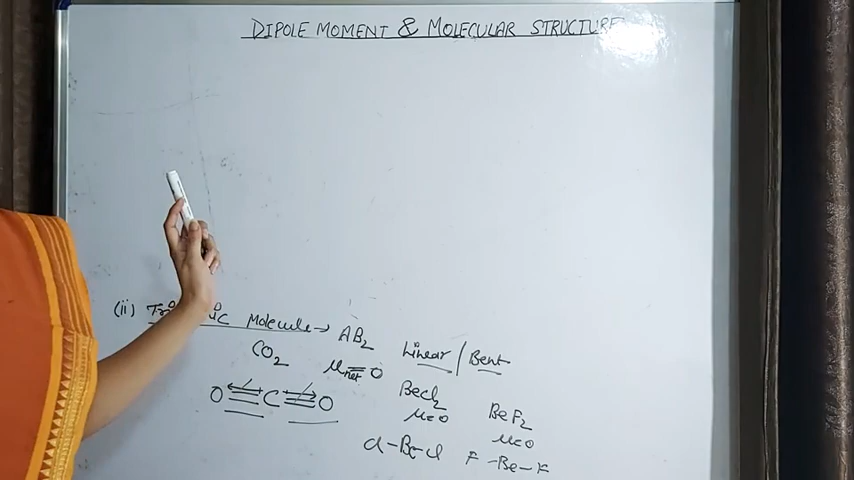 DIPOLE MOMENT & MOLECULAR STRUCTURE
(ii) Molecule → AB₂
Linear / Bent
CO₂ μnet = 0
O C O
BeCl₂ BeF₂
μ=0 μ=0
Cl-Be-Cl F-Be-F